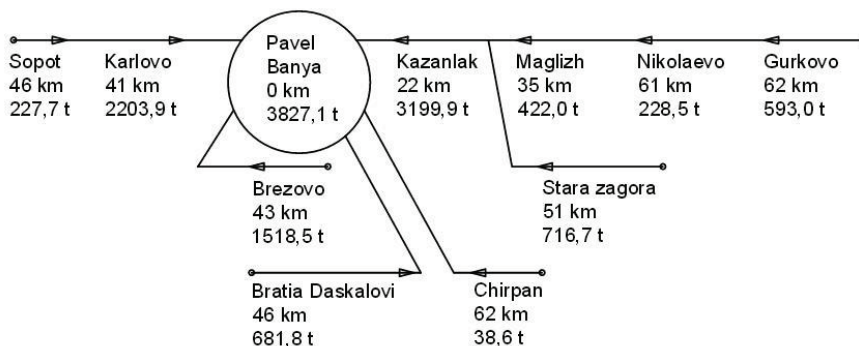 Pavel
Banya
0 km
3827,1 t
Sopot
46 km
227,7 t
Karlovo
41 km
2203,9 t
Kazanlak
22 km
3199,9 t
Maglizh
35 km
422,0 t
Nikolaevo
61 km
228,5 t
Gurkovo
62 km
593,0 t
Brezovo
43 km
1518,5 t
Stara zagora
51 km
716,7 t
Bratia Daskalovi
46 km
681,8 t
Chirpan
62 km
38,6 t